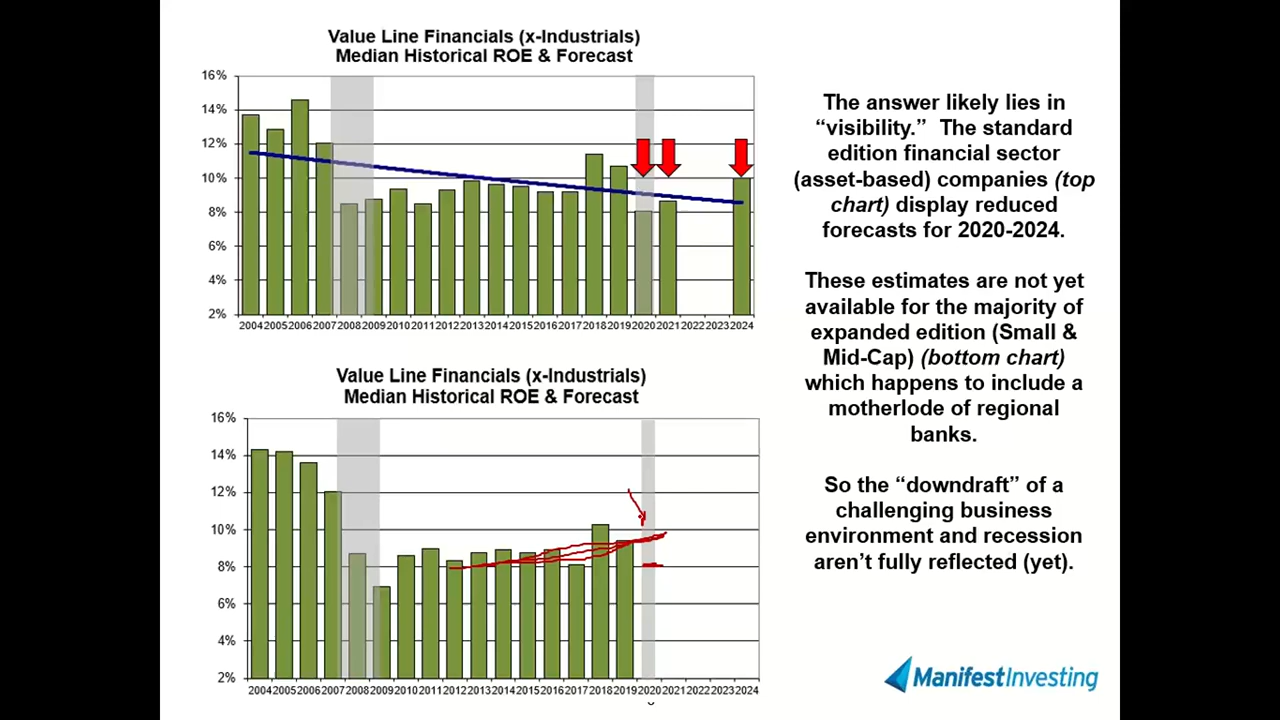 Value Line Financials (x-Industrials)
Median Historical ROE & Forecast
16%
14%
12%
10%
8%
6%
4%
2%
2004 2005 2006 2007 2008 2009 2010 2011 2012 2013 2014 2015 2016 2017 2018 2019 2020 2021 2022 2023 2024
Value Line Financials (x-Industrials)
Median Historical ROE & Forecast
16%
14%
12%
10%
8%
6%
4%
2%
2004 2005 2006 2007 2008 2009 2010 2011 2012 2013 2014 2015 2016 2017 2018 2019 2020 2021 2022 2023 2024
The answer likely lies in
“visibility.” The standard
edition financial sector
(asset-based) companies (top
chart) display reduced
forecasts for 2020-2024.
These estimates are not yet
available for the majority of
expanded edition (Small &
Mid-Cap) (bottom chart)
which happens to include a
motherlode of regional
banks.
So the “downdraft” of a
challenging business
environment and recession
aren’t fully reflected (yet).
ManifestInvesting